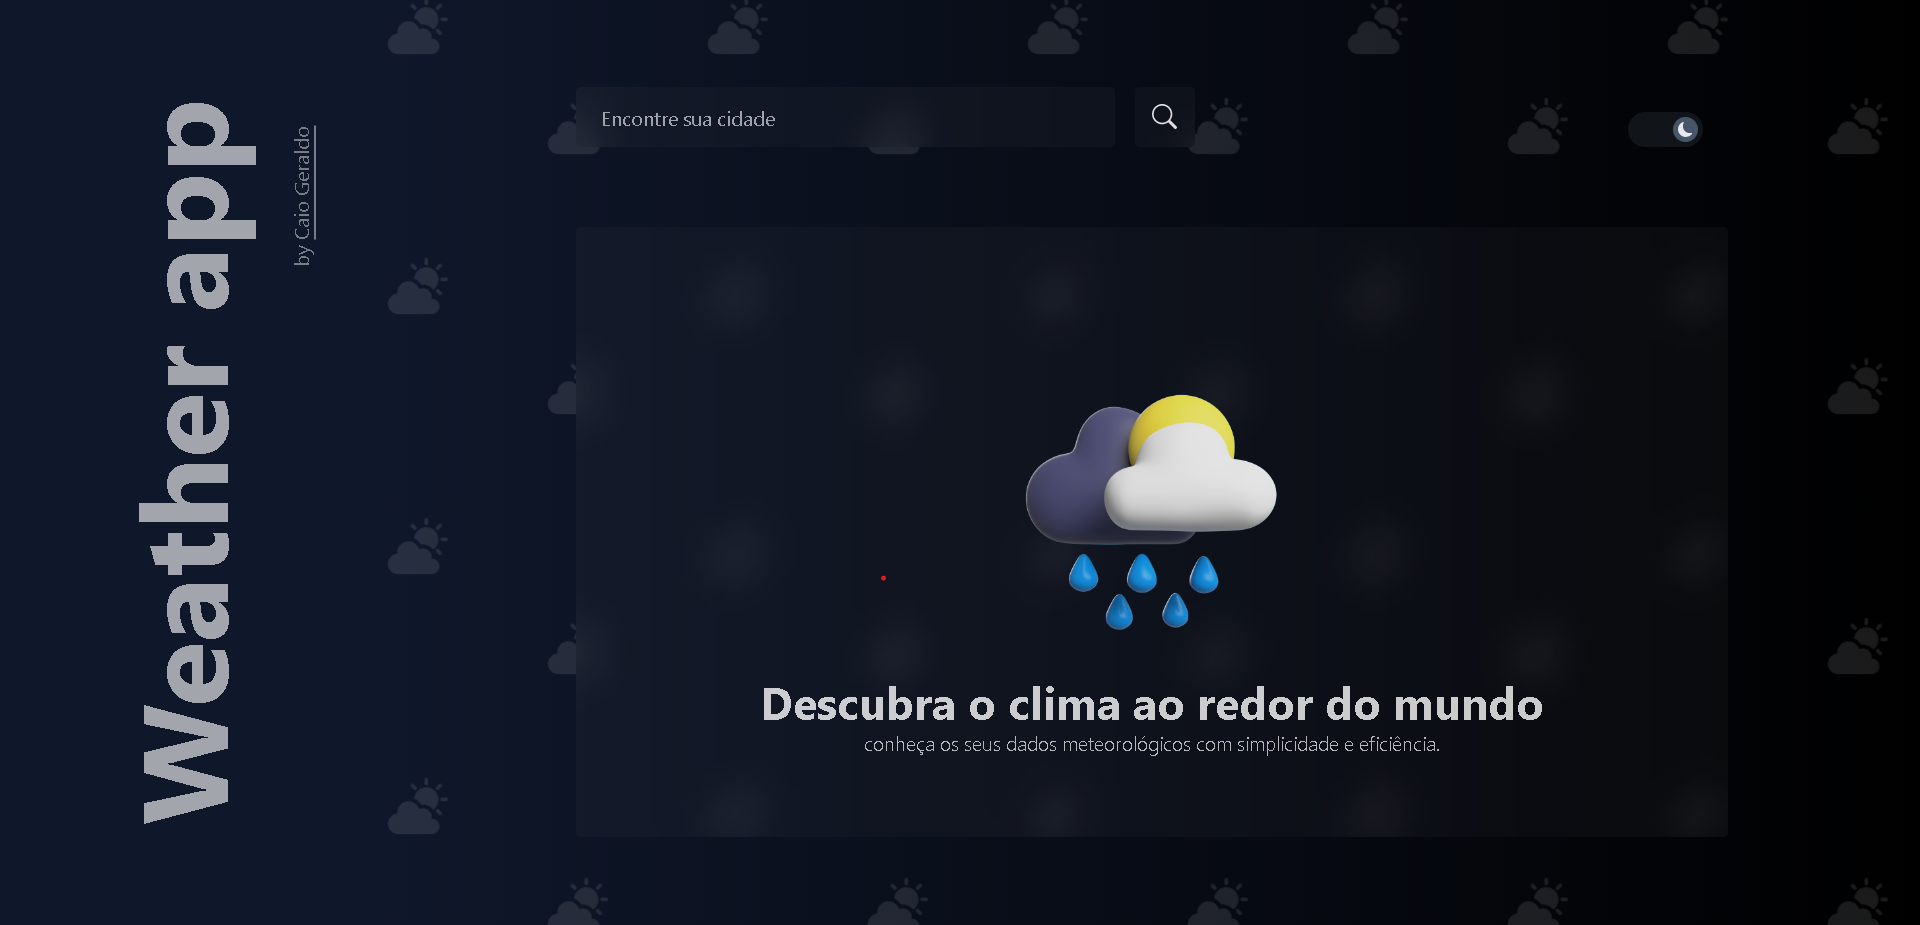 Weather app
by Caio Geraldo
Encontre sua cidade
Descubra o clima ao redor do mundo
conheça os seus dados meteorológicos com simplicidade e eficiência.